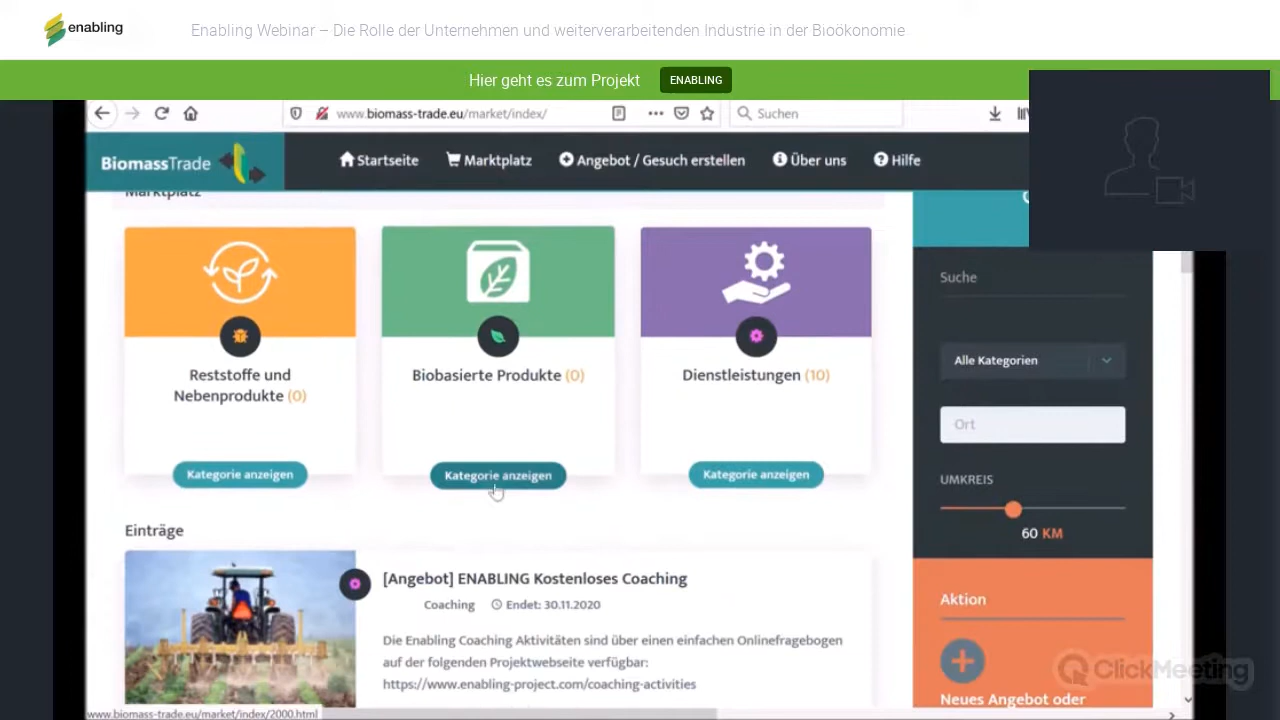 enabling
Enabling Webinar – Die Rolle der Unternehmen und weiterverarbeitenden Industrie in der Bioökonomie
Hier geht es zum Projekt ENABLING
www.biomass-trade.eu/market/index/
Suchen
BiomassTrade
Startseite
Marktplatz
Angebot / Gesuch erstellen
Über uns
Hilfe
Marktplatz
Reststoffe und
Nebenprodukte (0)
Kategorie anzeigen
Biobasierte Produkte (0)
Kategorie anzeigen
Dienstleistungen (10)
Kategorie anzeigen
Suche
Alle Kategorien
Ort
UMKREIS
60 KM
Einträge
[Angebot] ENABLING Kostenloses Coaching
Coaching Endet: 30.11.2020
Die Enabling Coaching Aktivitäten sind über einen einfachen Onlinefragebogen
auf der folgenden Projektwebseite verfügbar:
https://www.enabling-project.com/coaching-activities
Aktion
Neues Angebot oder
ClickMeeting
www.biomass-trade.eu/market/index/2000.html